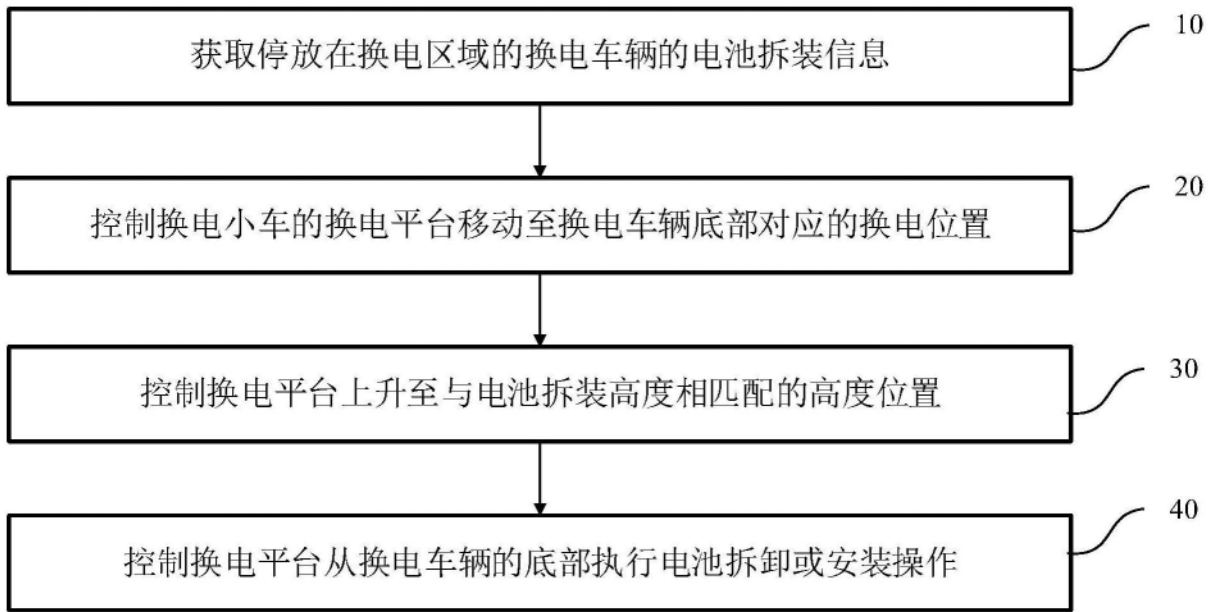 获取停放在换电区域的换电车辆的电池拆装信息
10
控制换电小车的换电平台移动至换电车辆底部对应的换电位置
20
控制换电平台上升至与电池拆装高度相匹配的高度位置
30
控制换电平台从换电车辆的底部执行电池拆卸或安装操作
40